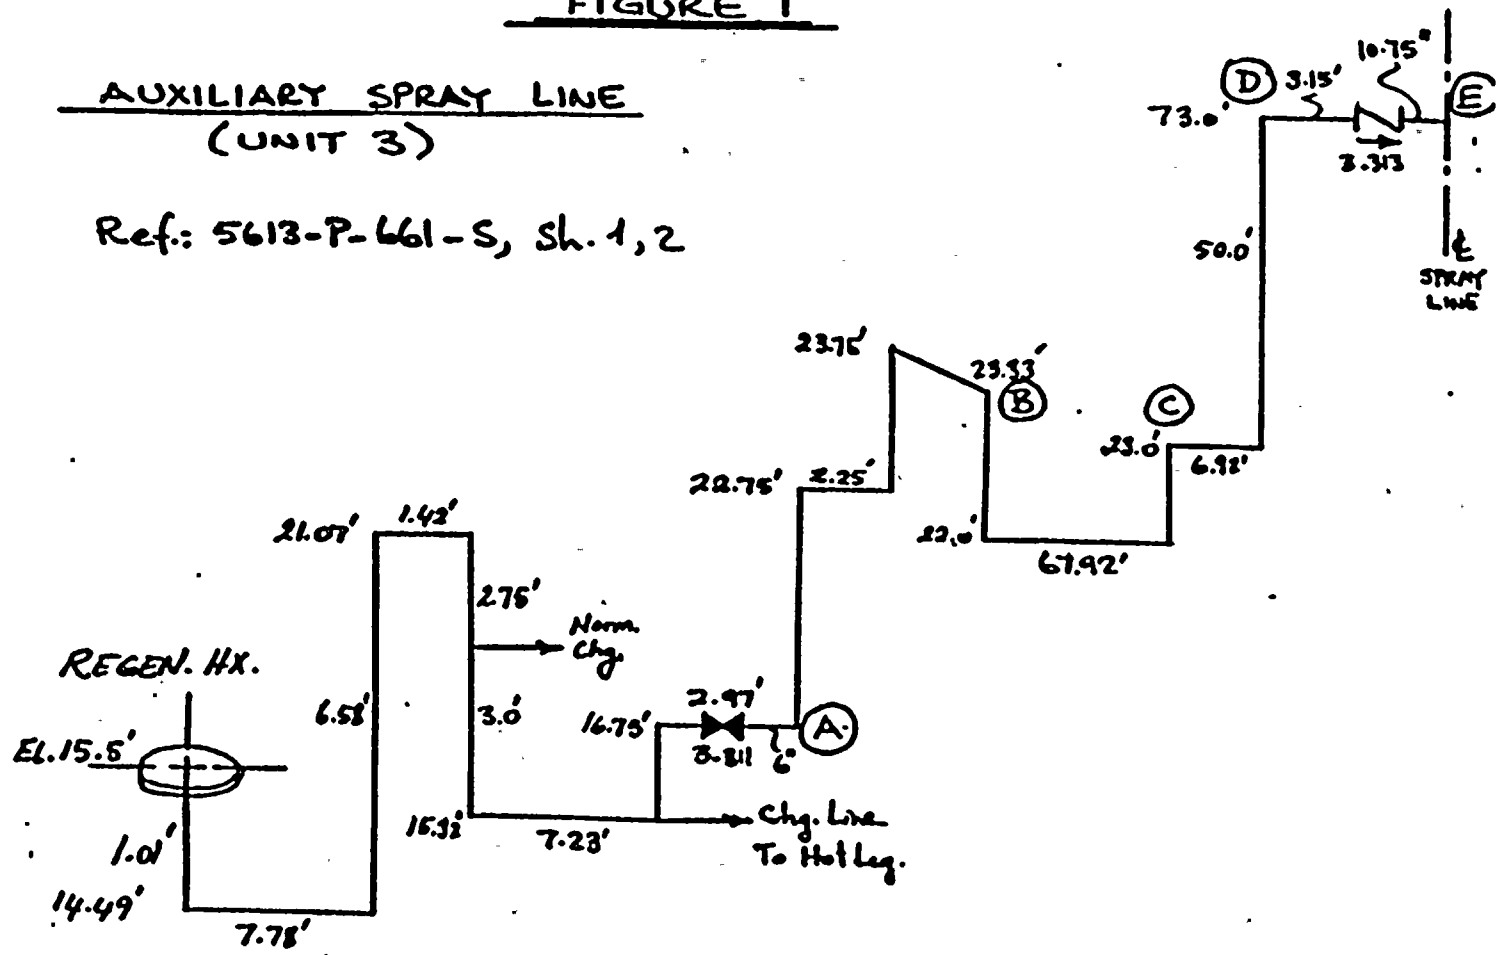 FIGURE 1
AUXILIARY SPRAY LINE
(UNIT 3)
Ref.: 5613-P-661-S, Sh. 1, 2
10.75"
D
3.15'
E
73.0'
3.313
50.0'
℄
SPRAY
LINE
23.75'
23.33'
B
C
23.0'
6.92'
22.75'
2.25'
22.0'
67.92'
21.07'
1.42'
2.75'
Norm.
Chg.
REGEN. HX.
6.58'
3.0'
16.75'
2.97'
A
3.811
6"
EL.15.5'
15.32'
7.23'
Chg. Line
To Hot Leg.
1.01'
14.49'
7.78'